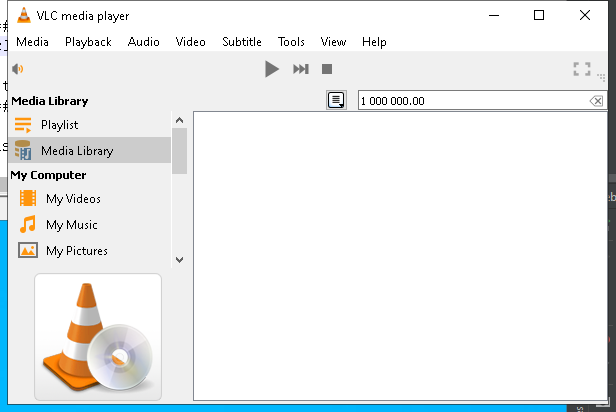 VLC media player
Media Playback Audio Video Subtitle Tools View Help
Media Library
1 000 000.00
Playlist
Media Library
My Computer
My Videos
My Music
My Pictures